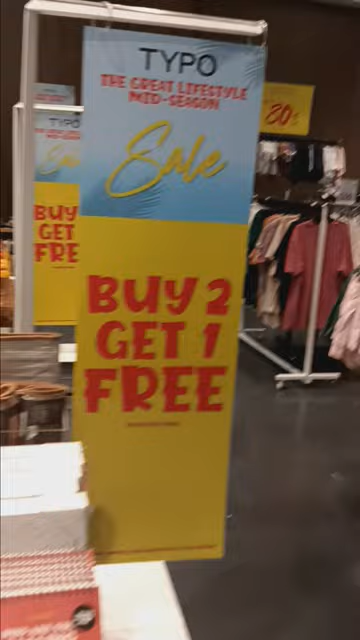 TYPO
THE GREAT LIFESTYLE
MID-SEASON
Sale
BUY 2
GET 1
FREE
TYPO
BUY
GET
FRE